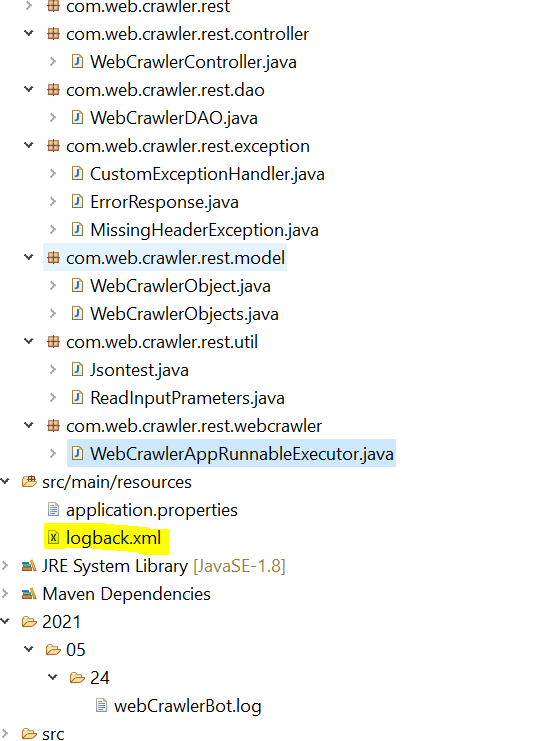 com.web.crawler.rest
com.web.crawler.rest.controller
WebCrawlerController.java
com.web.crawler.rest.dao
WebCrawlerDAO.java
com.web.crawler.rest.exception
CustomExceptionHandler.java
ErrorResponse.java
MissingHeaderException.java
com.web.crawler.rest.model
WebCrawlerObject.java
WebCrawlerObjects.java
com.web.crawler.rest.util
Jsontest.java
ReadInputPrameters.java
com.web.crawler.rest.webcrawler
WebCrawlerAppRunnableExecutor.java
src/main/resources
application.properties
logback.xml
JRE System Library [JavaSE-1.8]
Maven Dependencies
2021
05
24
webCrawlerBot.log
src